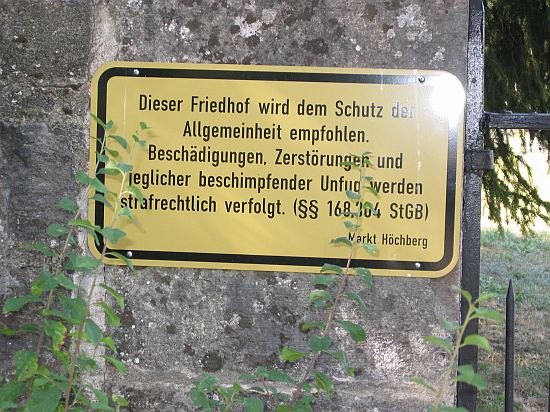 Dieser Friedhof wird dem Schutz der
Allgemeinheit empfohlen.
Beschädigungen, Zerstörungen und
jeglicher beschimpfender Unfug werden
strafrechtlich verfolgt. (§§ 168,304 StGB)
Markt Höchberg